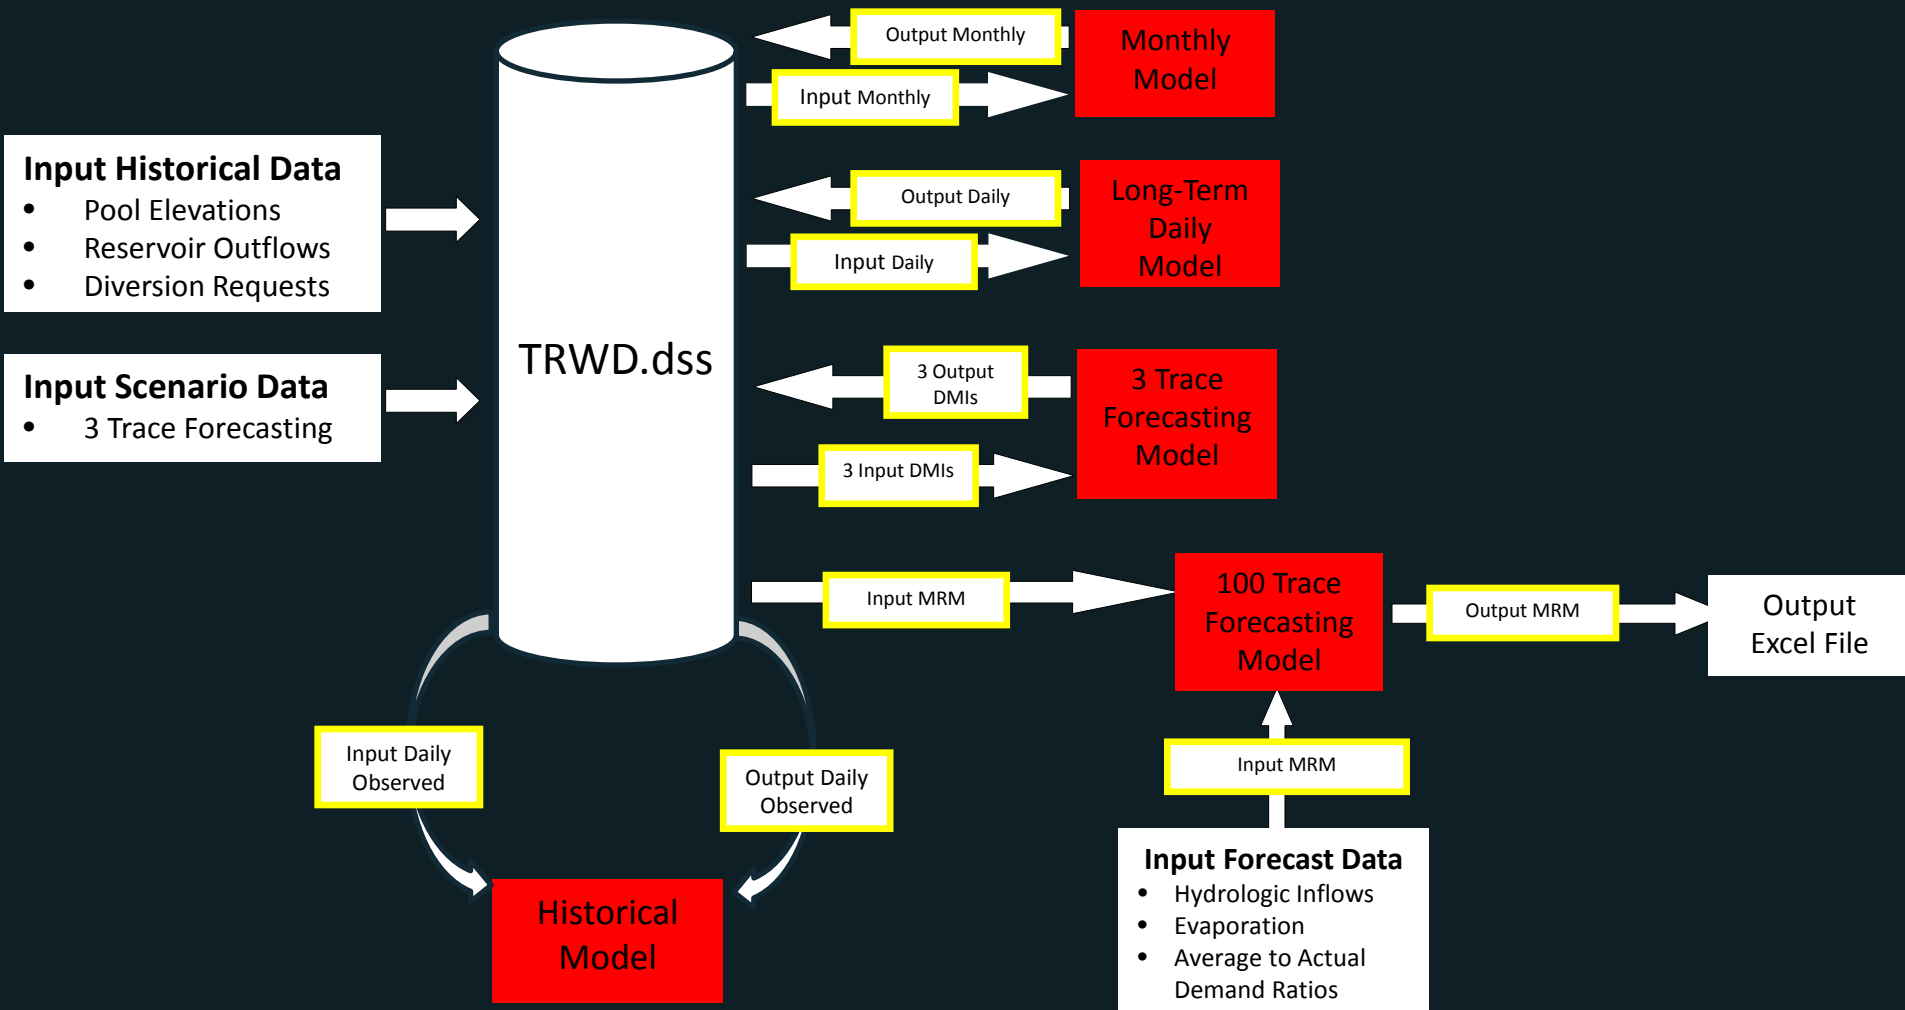 Output Monthly
Monthly
Model
Input Monthly
Input Historical Data
• Pool Elevations
• Reservoir Outflows
• Diversion Requests
Output Daily
Long-Term
Daily
Model
Input Daily
TRWD.dss
Input Scenario Data
• 3 Trace Forecasting
3 Output
DMIs
3 Trace
Forecasting
Model
3 Input DMIs
Input MRM
100 Trace
Forecasting
Model
Output MRM
Output
Excel File
Input Daily
Observed
Output Daily
Observed
Input MRM
Historical
Model
Input Forecast Data
• Hydrologic Inflows
• Evaporation
• Average to Actual
Demand Ratios